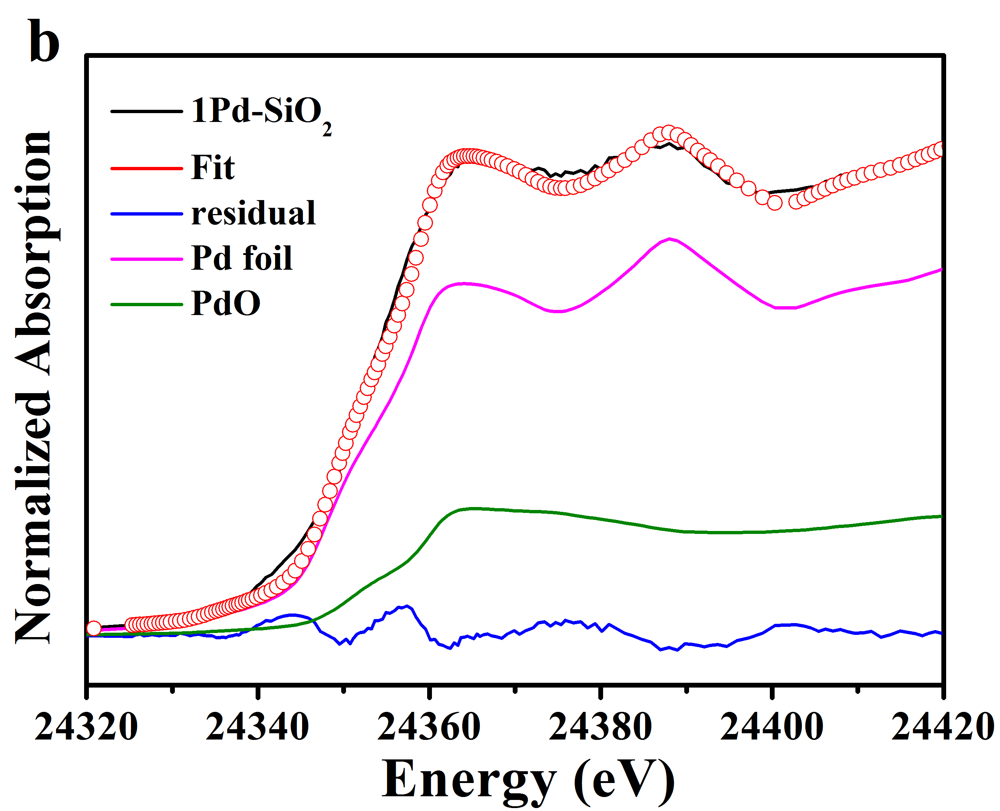 b
1Pd-SiO₂
Fit
residual
Pd foil
PdO
Normalized Absorption
24320 24340 24360 24380 24400 24420
Energy (eV)